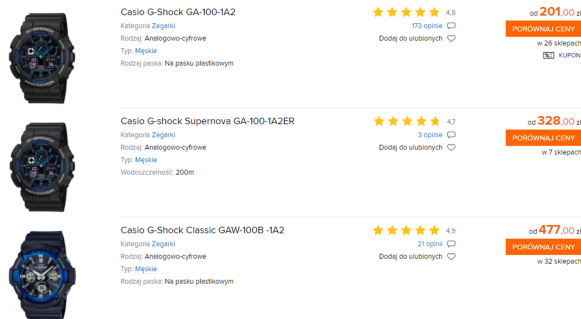 Casio G-Shock GA-100-1A2
4,8
od 201,00 zł
Kategoria Zegarki
173 opinie
PORÓWNAJ CENY
Rodzaj: Analogowo-cyfrowe
Dodaj do ulubionych
w 26 sklepach
Typ: Męskie
KUPON
Rodzaj paska: Na pasku plastikowym
Casio G-shock Supernova GA-100-1A2ER
4,7
od 328,00 zł
Kategoria Zegarki
3 opinie
PORÓWNAJ CENY
Rodzaj: Analogowo-cyfrowe
Dodaj do ulubionych
w 7 sklepach
Typ: Męskie
Wodoszczelność: 200m
Casio G-Shock Classic GAW-100B -1A2
4,9
od 477,00 zł
Kategoria Zegarki
21 opinii
PORÓWNAJ CENY
Rodzaj: Analogowo-cyfrowe
Dodaj do ulubionych
w 32 sklepach
Typ: Męskie
Rodzaj paska: Na pasku plastikowym